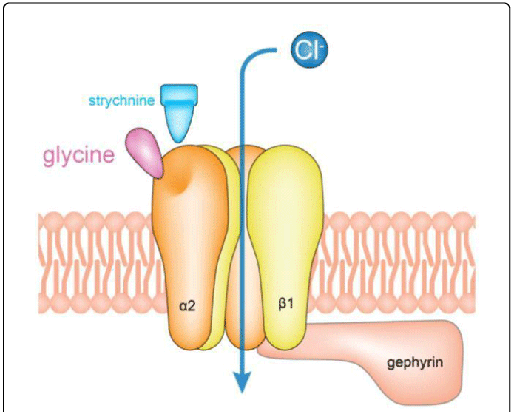 Cl-
strychnine
glycine
α2
β1
gephyrin